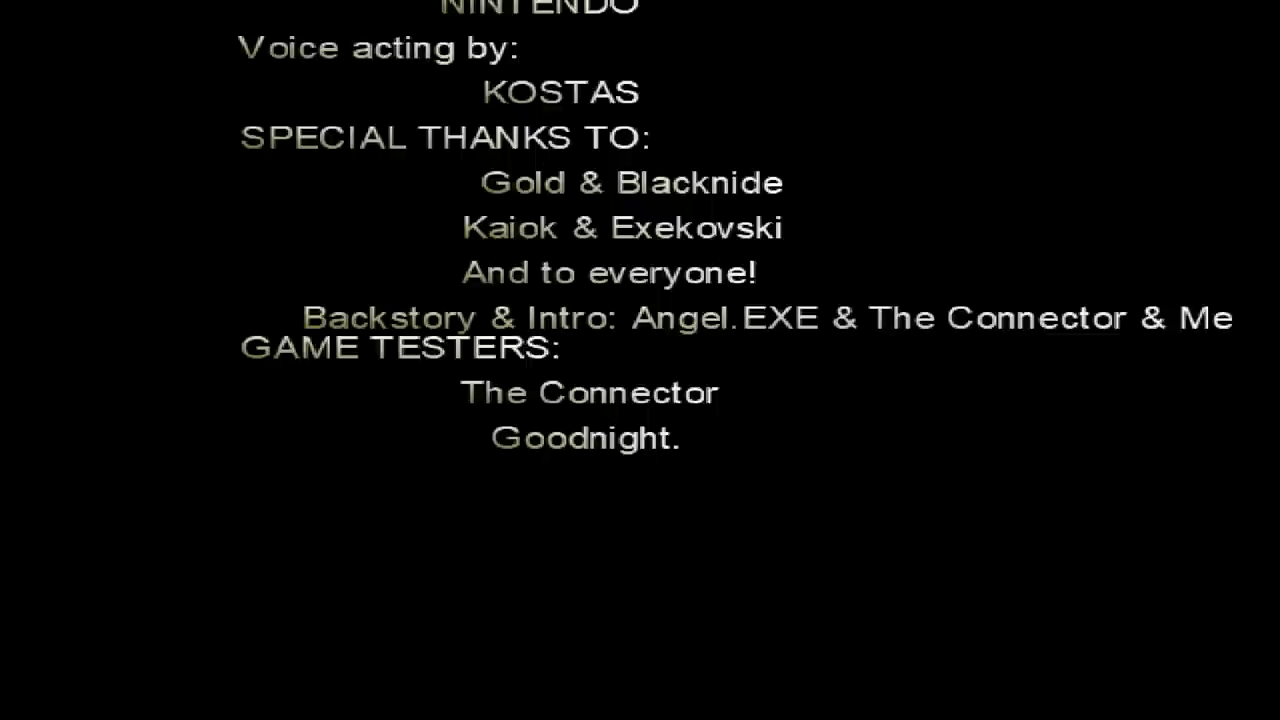 NINTENDO
Voice acting by:
KOSTAS
SPECIAL THANKS TO:
Gold & Blacknide
Kaiok & Exekovski
And to everyone!
Backstory & Intro: Angel.EXE & The Connector & Me
GAME TESTERS:
The Connector
Goodnight.